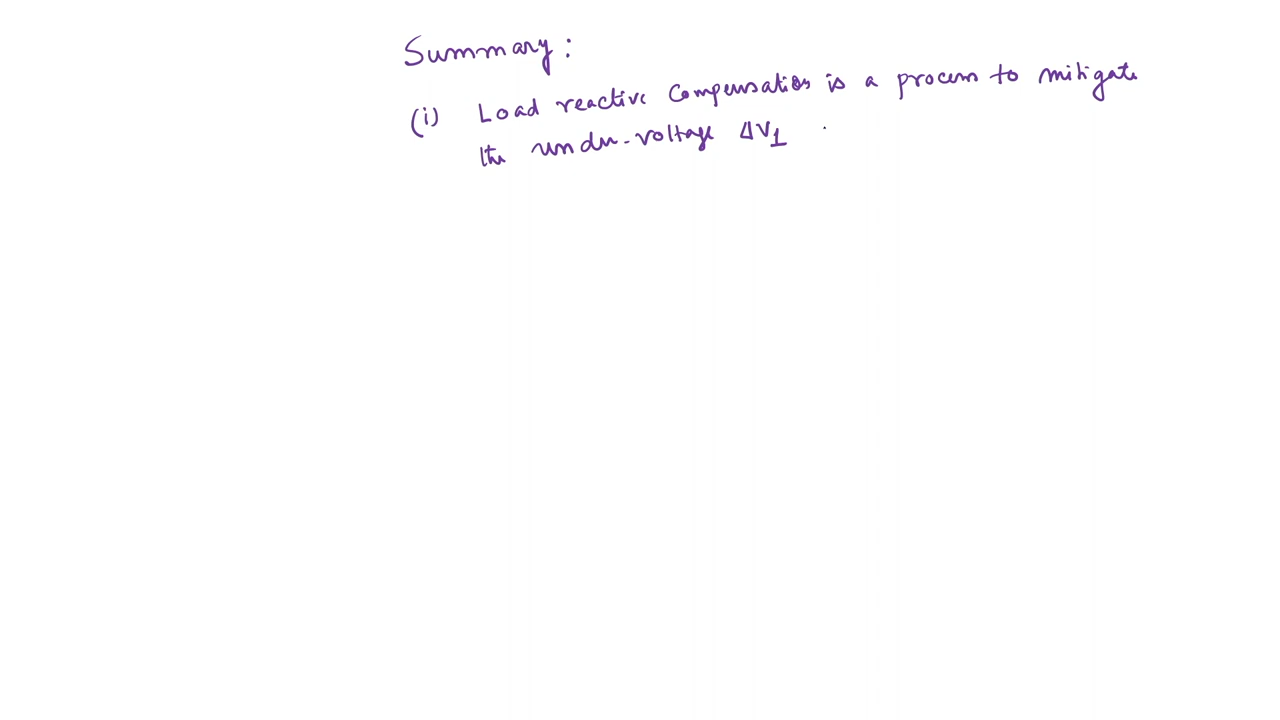 Summary:
(i) Load reactive compensation is a process to mitigate
the under-voltage ΔV₁